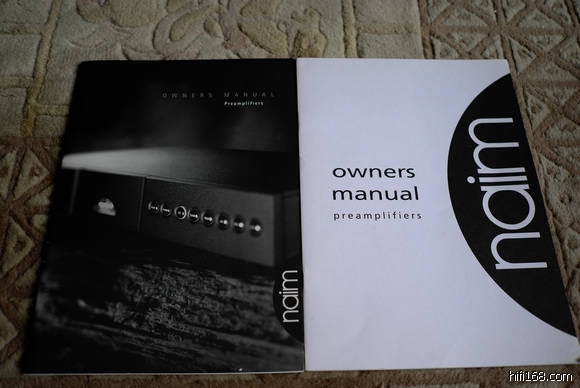 OWNERS MANUAL
Preamplifiers
naim
owners
manual
preamplifiers
naim
hifi168.com